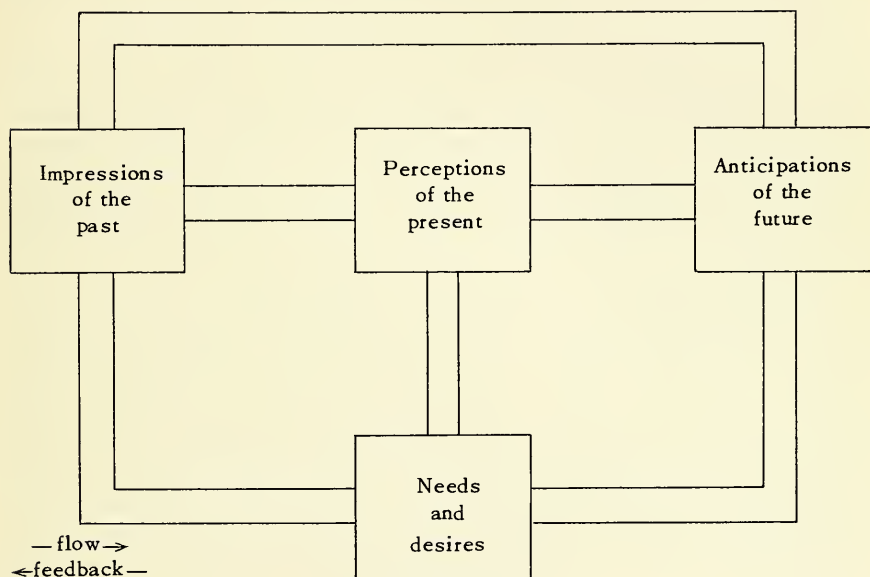 Impressions
of the
past
Perceptions
of the
present
Anticipations
of the
future
Needs
and
desires
—flow→
←feedback—